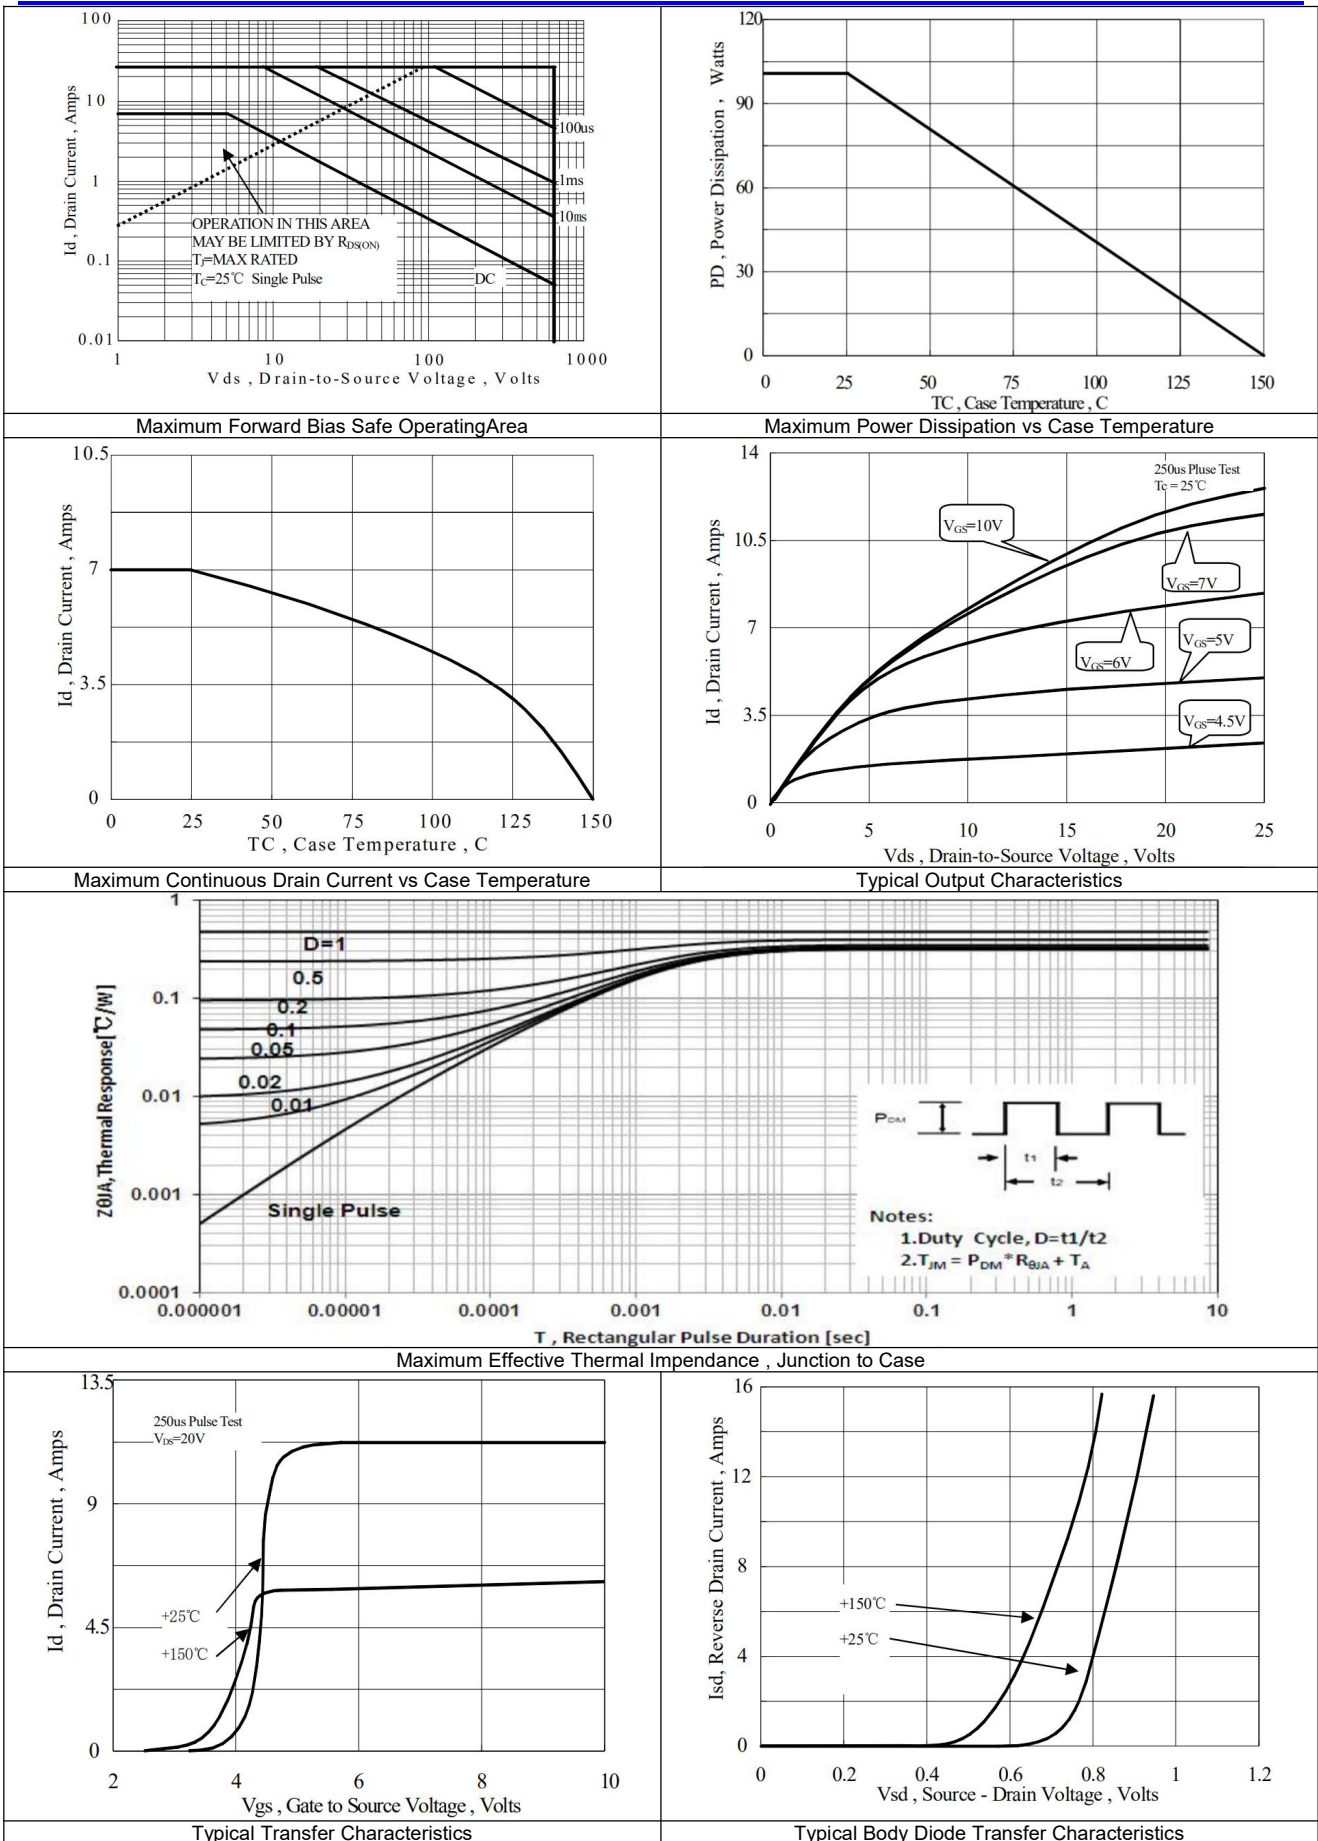 100
10
1
0.1
0.01
Id , Drain Current , Amps
100us
1ms
10ms
OPERATION IN THIS AREA
MAY BE LIMITED BY RDS(ON)
TJ=MAX RATED
TC=25℃ Single Pulse
DC
1 10 100 1000
Vds , Drain-to-Source Voltage , Volts
Maximum Forward Bias Safe OperatingArea
120
90
60
30
0
PD , Power Dissipation , Watts
0 25 50 75 100 125 150
TC , Case Temperature , C
Maximum Power Dissipation vs Case Temperature
10.5
7
3.5
0
Id , Drain Current , Amps
0 25 50 75 100 125 150
TC , Case Temperature , C
Maximum Continuous Drain Current vs Case Temperature
14
10.5
7
3.5
0
Id , Drain Current , Amps
250us Pluse Test
Tc = 25℃
VGS=10V
VGS=7V
VGS=6V
VGS=5V
VGS=4.5V
0 5 10 15 20 25
Vds , Drain-to-Source Voltage , Volts
Typical Output Characteristics
1
0.1
0.01
0.001
0.0001
ZθJA,Thermal Response[℃/W]
D=1
0.5
0.2
0.1
0.05
0.02
0.01
Single Pulse
PDM
t1
t2
Notes:
1.Duty Cycle, D=t1/t2
2.TJM = PDM*RθJA + TA
0.000001 0.00001 0.0001 0.001 0.01 0.1 1 10
T , Rectangular Pulse Duration [sec]
Maximum Effective Thermal Impendance , Junction to Case
13.5
9
4.5
0
Id , Drain Current , Amps
250us Pulse Test
VDS=20V
+25℃
+150℃
2 4 6 8 10
Vgs , Gate to Source Voltage , Volts
Typical Transfer Characteristics
16
12
8
4
0
Isd, Reverse Drain Current , Amps
+150℃
+25℃
0 0.2 0.4 0.6 0.8 1 1.2
Vsd , Source - Drain Voltage , Volts
Typical Body Diode Transfer Characteristics